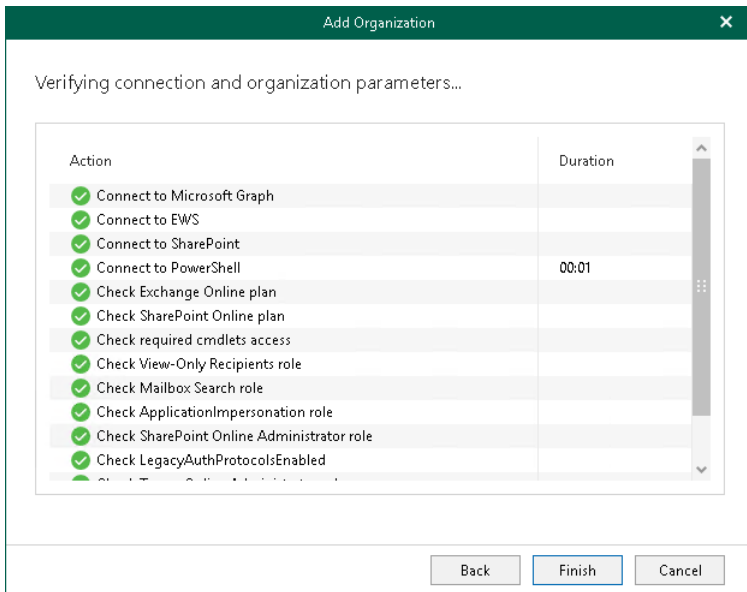 Add Organization
Verifying connection and organization parameters...
Action Duration
Connect to Microsoft Graph
Connect to EWS
Connect to SharePoint
Connect to PowerShell 00:01
Check Exchange Online plan
Check SharePoint Online plan
Check required cmdlets access
Check View-Only Recipients role
Check Mailbox Search role
Check ApplicationImpersonation role
Check SharePoint Online Administrator role
Check LegacyAuthProtocolsEnabled
Back Finish Cancel